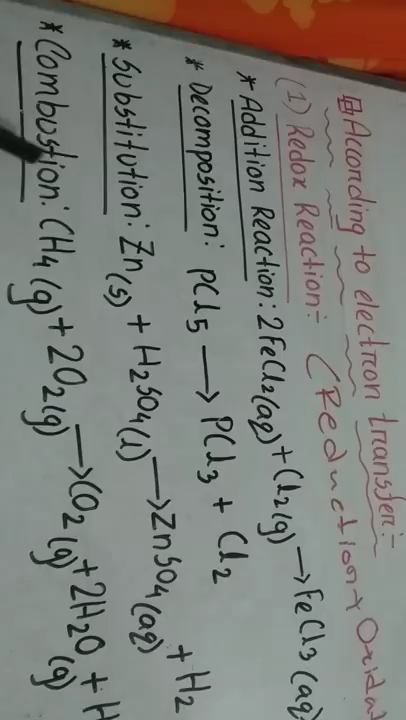 According to electron transfer:-
(1) Redox Reaction:- (Reduction + Oxida
* Addition Reaction: 2FeCl2(aq) + Cl2(g) → FeCl3(aq)
* Decomposition: PCl5 → PCl3 + Cl2
* Substitution: Zn(s) + H2SO4(l) → ZnSO4(aq) + H2
* Combustion: CH4(g) + 2O2(g) → CO2(g) + 2H2O(g) + H